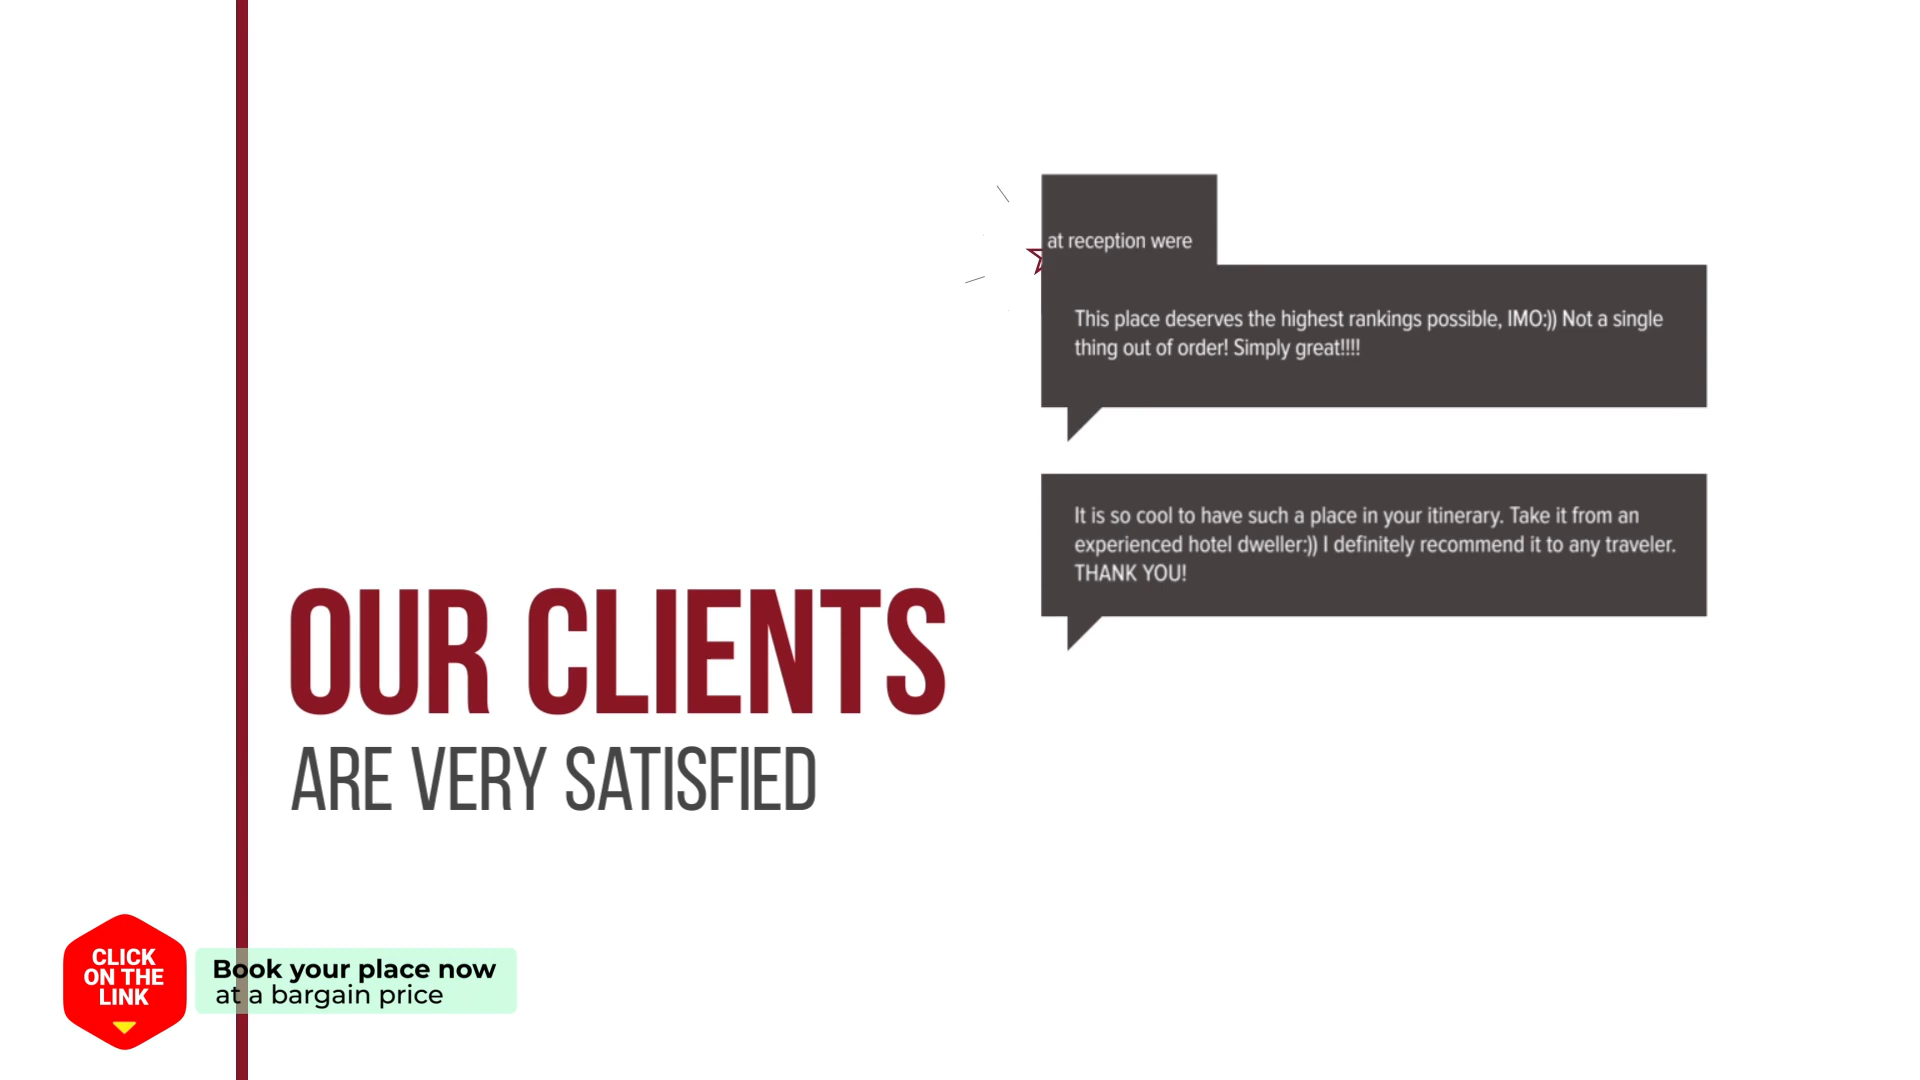 at reception were
This place deserves the highest rankings possible, IMO:)) Not a single
thing out of order! Simply great!!!!
It is so cool to have such a place in your itinerary. Take it from an
experienced hotel dweller:)) I definitely recommend it to any traveler.
THANK YOU!
OUR CLIENTS
ARE VERY SATISFIED
CLICK
ON THE
LINK
Book your place now
at a bargain price